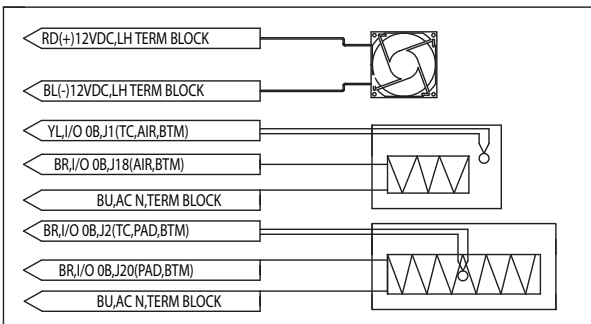 RD(+)12VDC,LH TERM BLOCK
BL(-)12VDC,LH TERM BLOCK
YL,I/O 0B,J1(TC,AIR,BTM)
BR,I/O 0B,J18(AIR,BTM)
BU,AC N,TERM BLOCK
BR,I/O 0B,J2(TC,PAD,BTM)
BR,I/O 0B,J20(PAD,BTM)
BU,AC N,TERM BLOCK